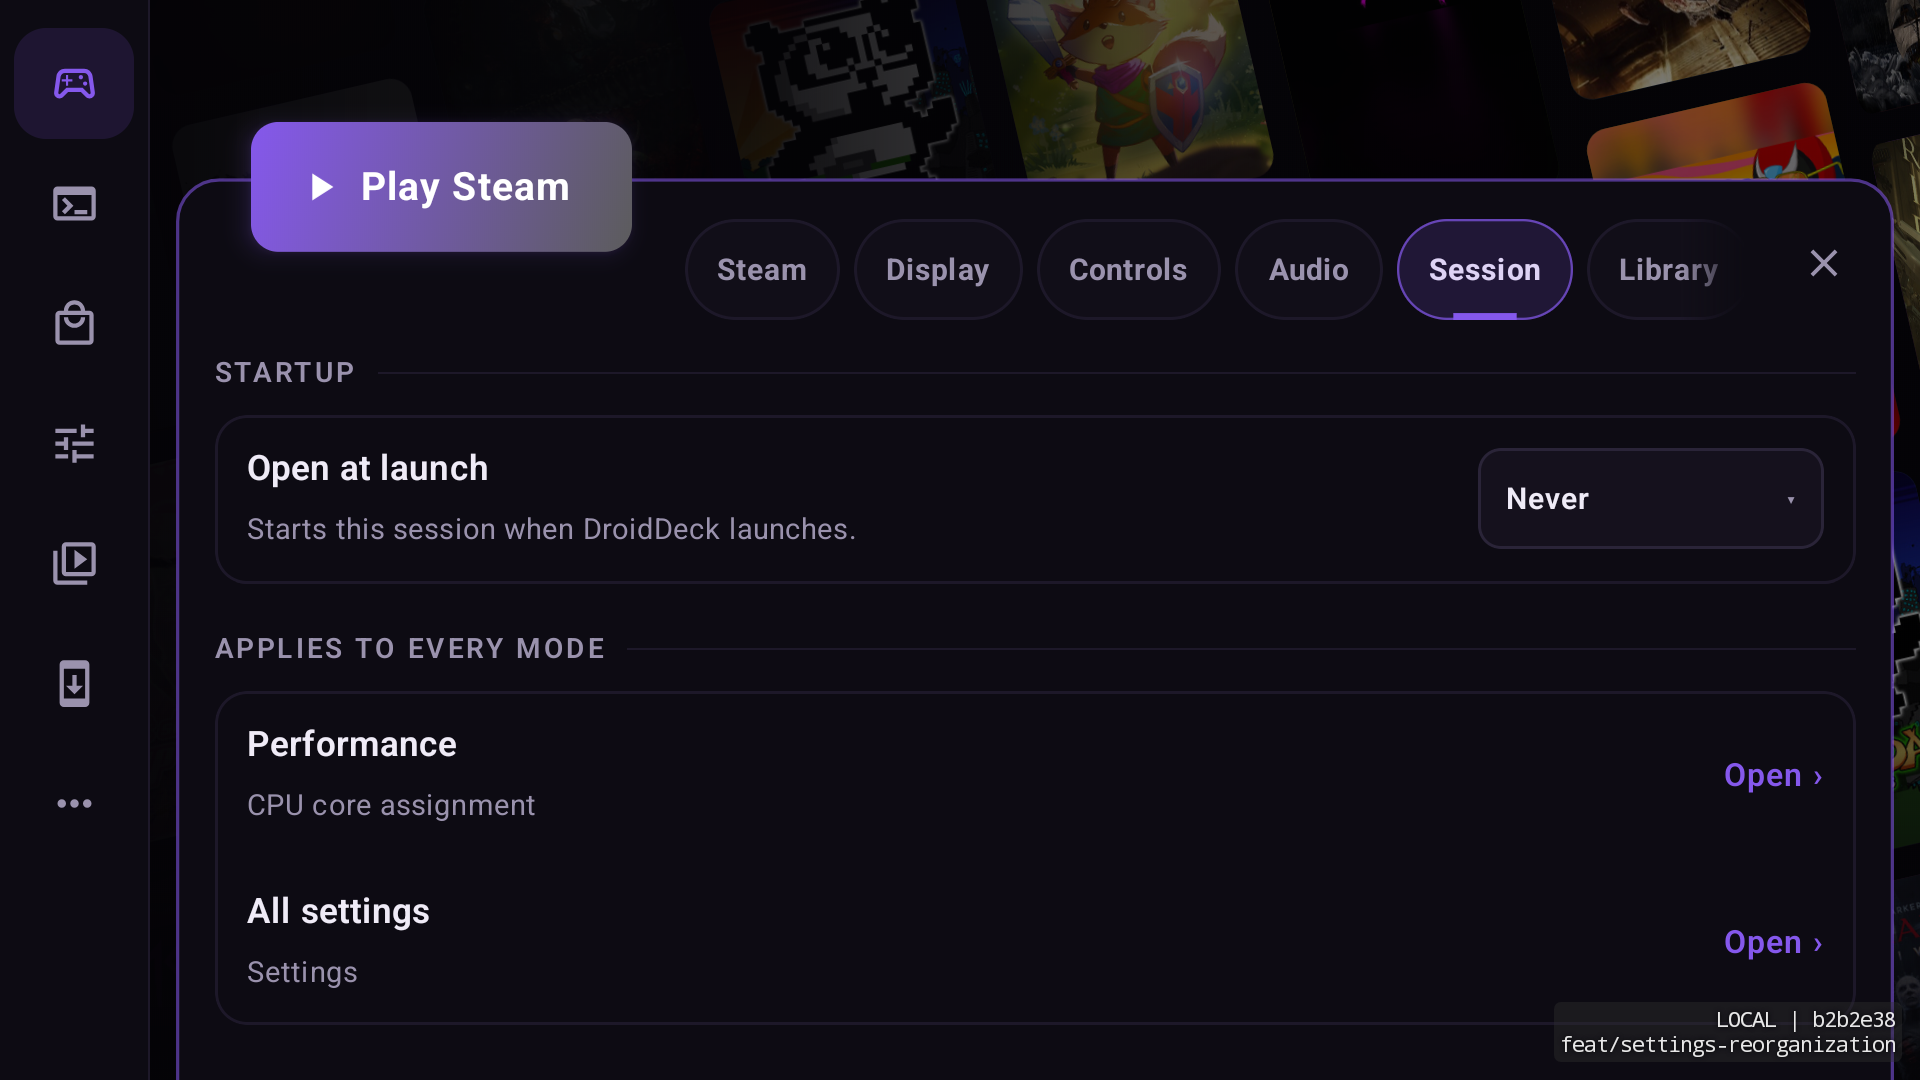 Play Steam
Steam
Display
Controls
Audio
Session
Library
STARTUP
Open at launch
Starts this session when DroidDeck launches.
Never
APPLIES TO EVERY MODE
Performance
CPU core assignment
Open ›
All settings
Settings
Open ›
LOCAL | b2b2e38
feat/settings-reorganization